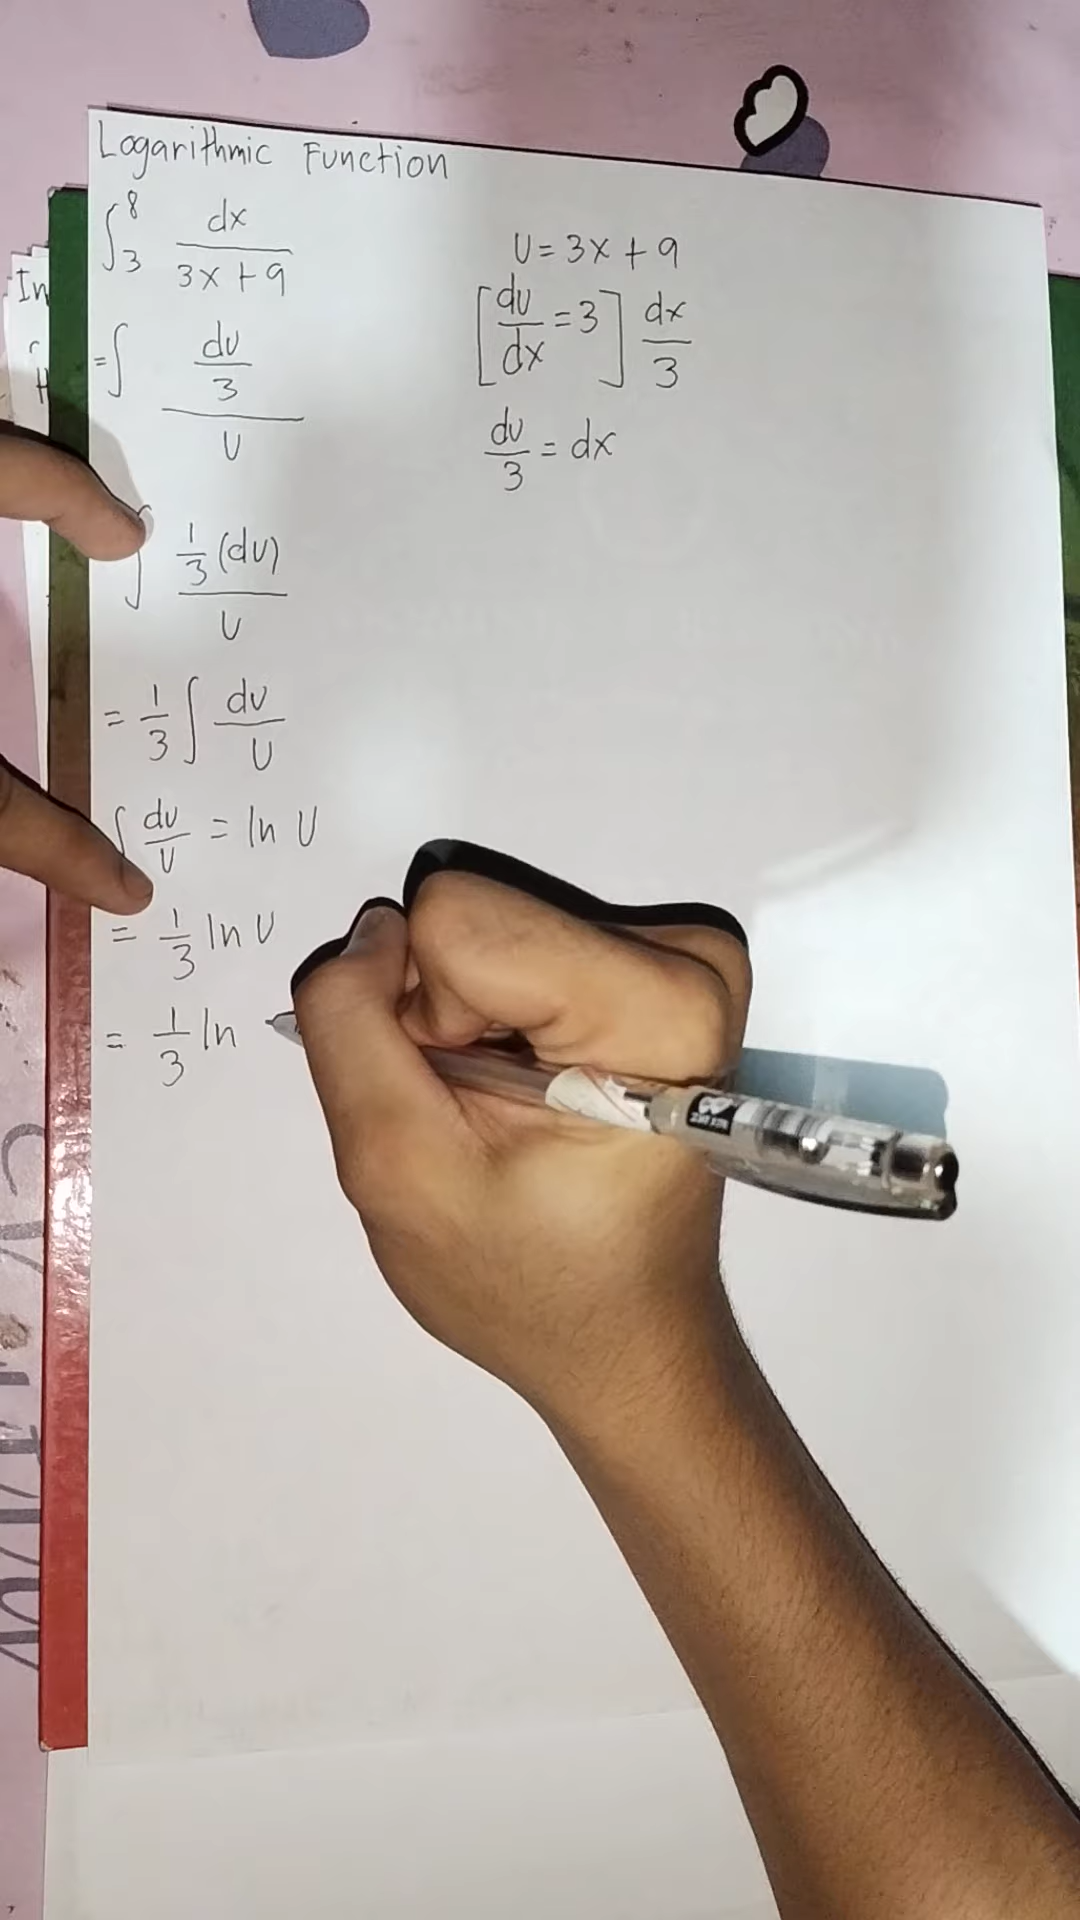 Logarithmic Function
∫₃⁸ dx / 3x + 9
= ∫ du/3 / U
∫ 1/3 (du) / U
= 1/3 ∫ du / U
∫ du/U = ln U
= 1/3 ln U
= 1/3 ln
U = 3x + 9
[du/dx = 3] dx/3
du/3 = dx
In